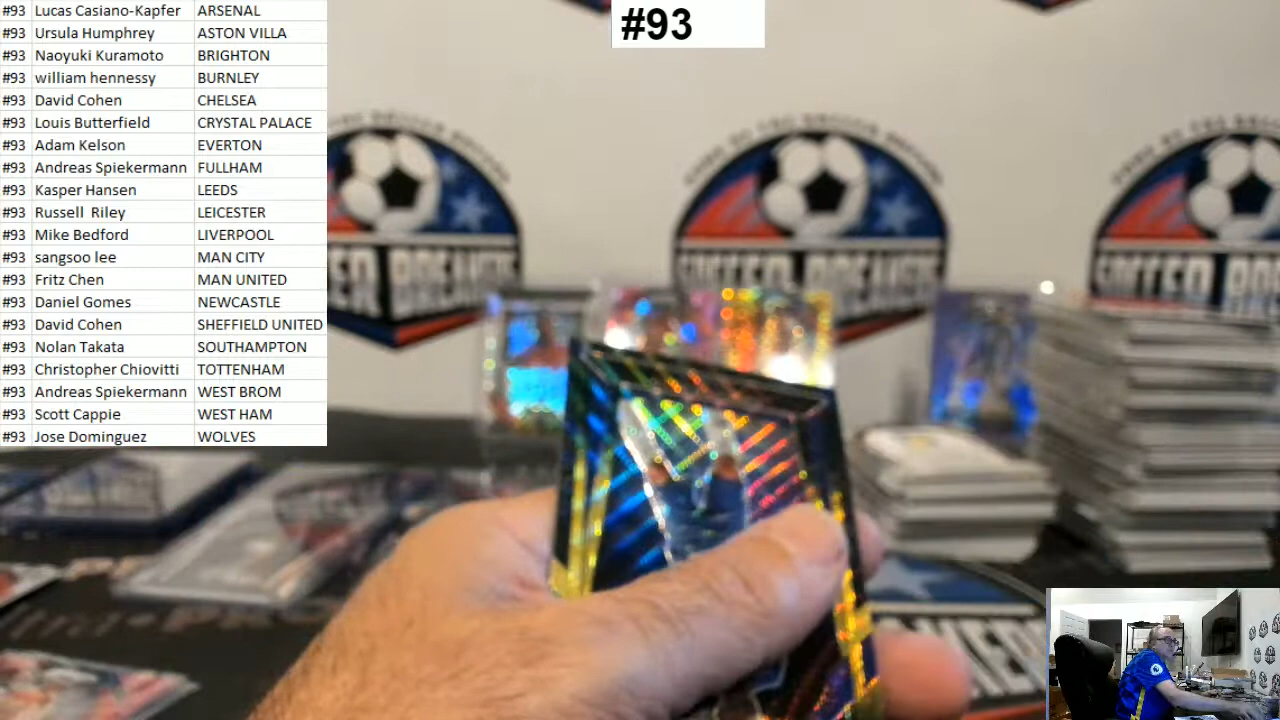 #93 Lucas Casiano-Kapfer ARSENAL
#93 Ursula Humphrey ASTON VILLA
#93 Naoyuki Kuramoto BRIGHTON
#93 william hennessy BURNLEY
#93 David Cohen CHELSEA
#93 Louis Butterfield CRYSTAL PALACE
#93 Adam Kelson EVERTON
#93 Andreas Spiekermann FULLHAM
#93 Kasper Hansen LEEDS
#93 Russell Riley LEICESTER
#93 Mike Bedford LIVERPOOL
#93 sangsoo lee MAN CITY
#93 Fritz Chen MAN UNITED
#93 Daniel Gomes NEWCASTLE
#93 David Cohen SHEFFIELD UNITED
#93 Nolan Takata SOUTHAMPTON
#93 Christopher Chiovitti TOTTENHAM
#93 Andreas Spiekermann WEST BROM
#93 Scott Cappie WEST HAM
#93 Jose Dominguez WOLVES
#93
SOCCER BREAKERS